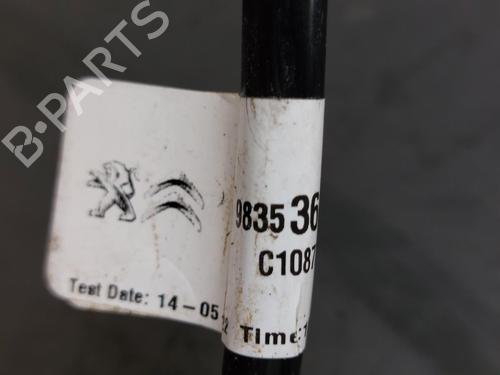 B-PARTS
9835 36
C1087
Test Date: 14-05
Time: